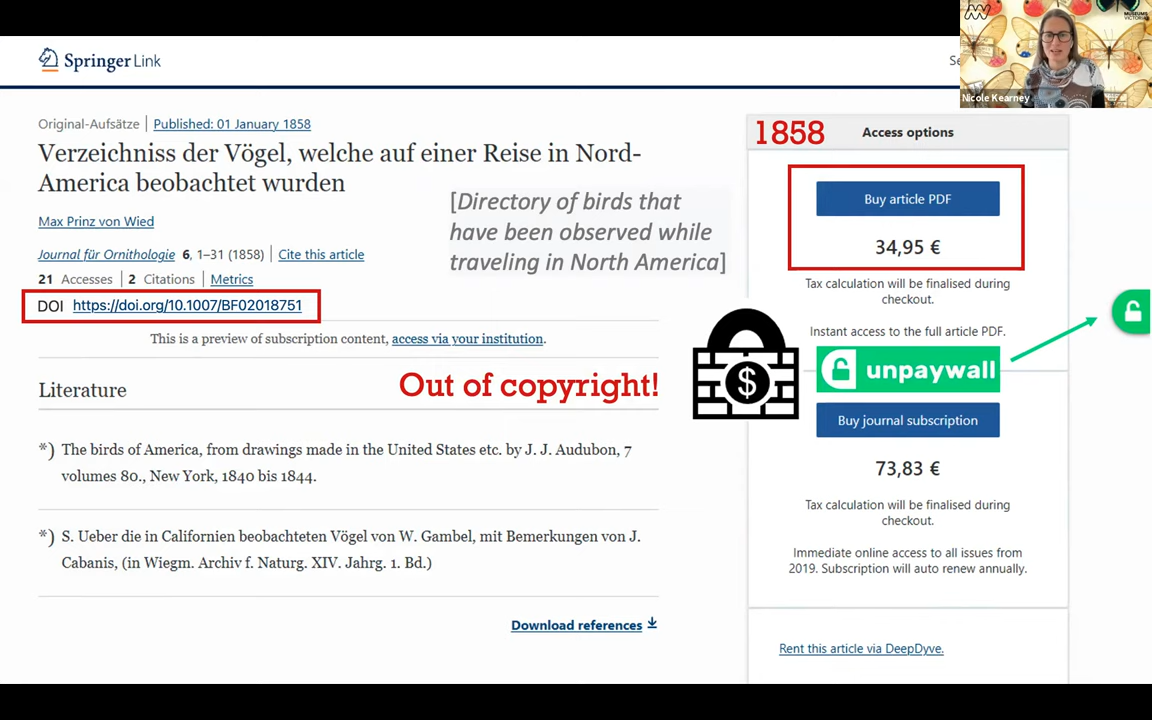 Springer Link
Se
MUSEUMS
VICTORIA
Nicole Kearney
Original-Aufsätze | Published: 01 January 1858
Verzeichniss der Vögel, welche auf einer Reise in Nord-
America beobachtet wurden
[Directory of birds that
have been observed while
traveling in North America]
Max Prinz von Wied
Journal für Ornithologie 6, 1–31 (1858) | Cite this article
21 Accesses | 2 Citations | Metrics
DOI https://doi.org/10.1007/BF02018751
This is a preview of subscription content, access via your institution.
Literature
Out of copyright!
*) The birds of America, from drawings made in the United States etc. by J. J. Audubon, 7
volumes 80., New York, 1840 bis 1844.
*) S. Ueber die in Californien beobachteten Vögel von W. Gambel, mit Bemerkungen von J.
Cabanis, (in Wiegm. Archiv f. Naturg. XIV. Jahrg. 1. Bd.)
Download references
1858 Access options
Buy article PDF
34,95 €
Tax calculation will be finalised during
checkout.
Instant access to the full article PDF.
$
unpaywall
Buy journal subscription
73,83 €
Tax calculation will be finalised during
checkout.
Immediate online access to all issues from
2019. Subscription will auto renew annually.
Rent this article via DeepDyve.